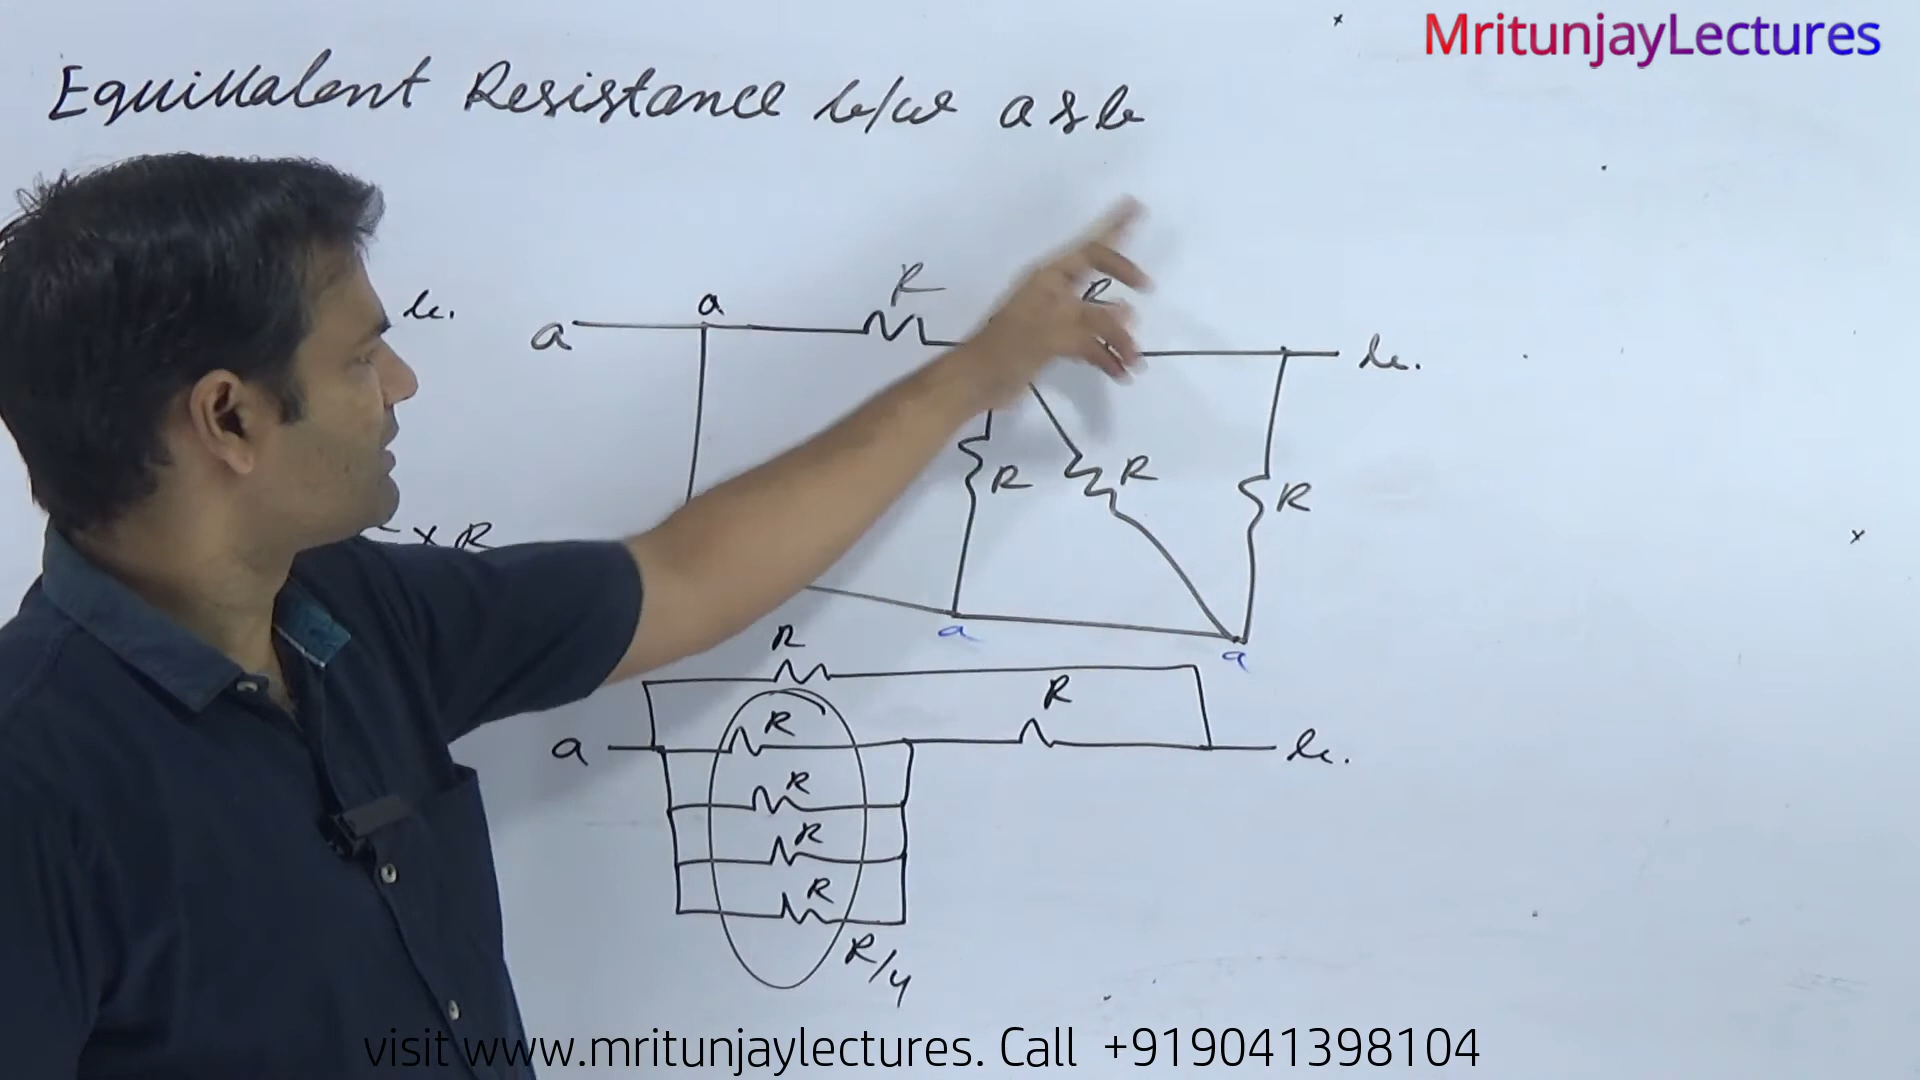 MritunjayLectures
Equivalent Resistance b/w a & b
b.
a
a
R
R
b.
R
R
R
x R
a
a
R
R
a
R
b.
R
R
R
R/4
visit www.mritunjaylectures. Call +919041398104